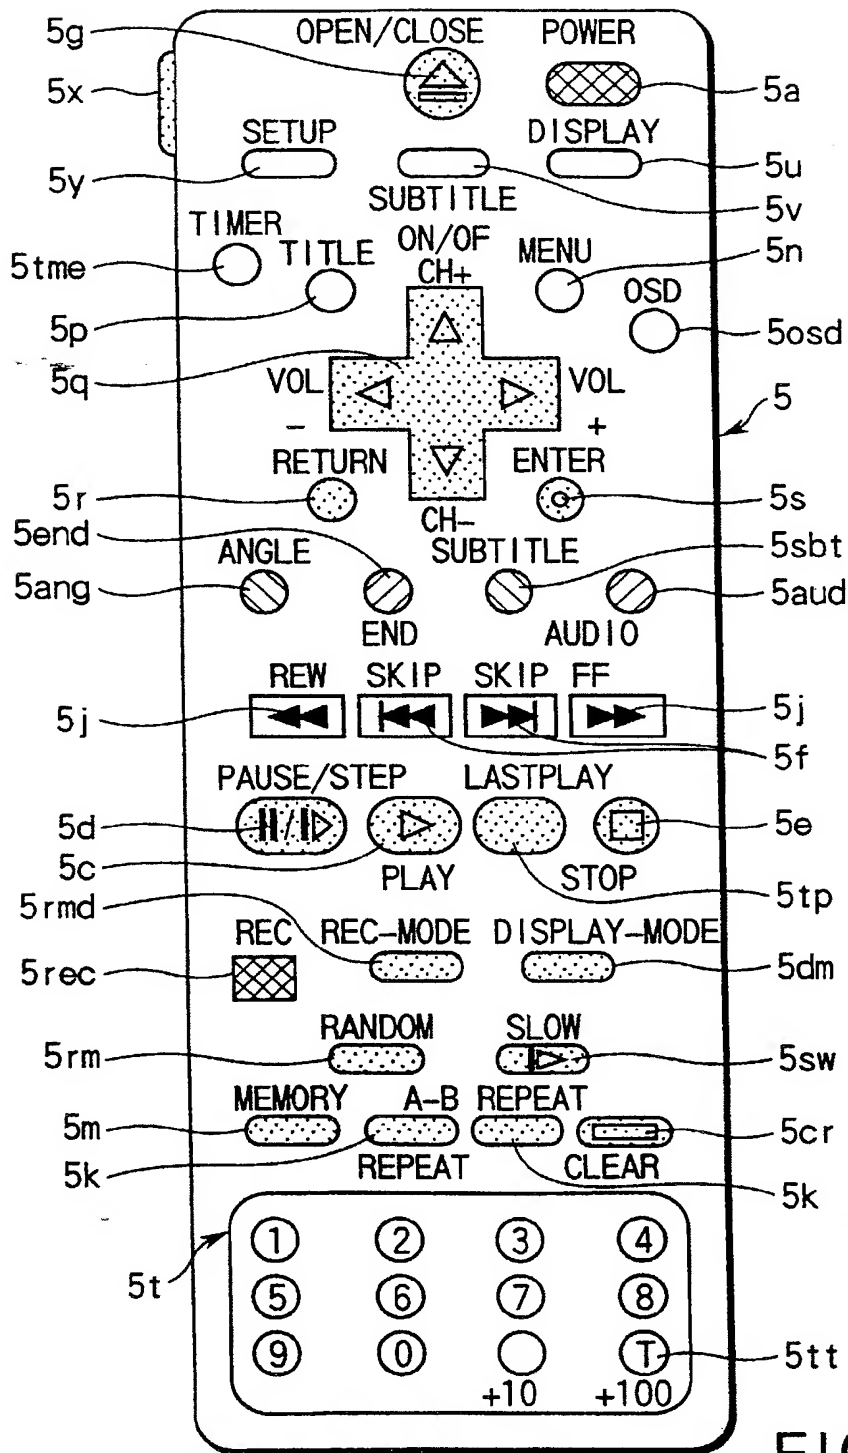 5g OPEN/CLOSE POWER
5x 5a
SETUP DISPLAY
5y 5u
SUBTITLE 5v
TIMER ON/OF
TITLE CH+ MENU 5n
5tme OSD
5p 5osd
5q VOL VOL 5
- +
RETURN ENTER
5r 5s
5end CH-
ANGLE SUBTITLE 5sbt
5ang 5aud
END AUDIO
REW SKIP SKIP FF
5j 5j
5f
PAUSE/STEP LASTPLAY
5d 5e
5c PLAY STOP
5rmd 5tp
REC REC-MODE DISPLAY-MODE
5rec 5dm
RANDOM SLOW
5rm 5sw
MEMORY A-B REPEAT
5m 5cr
5k REPEAT CLEAR
5k
1 2 3 4
5t 5 6 7 8
9 0 T 5tt
+10 +100